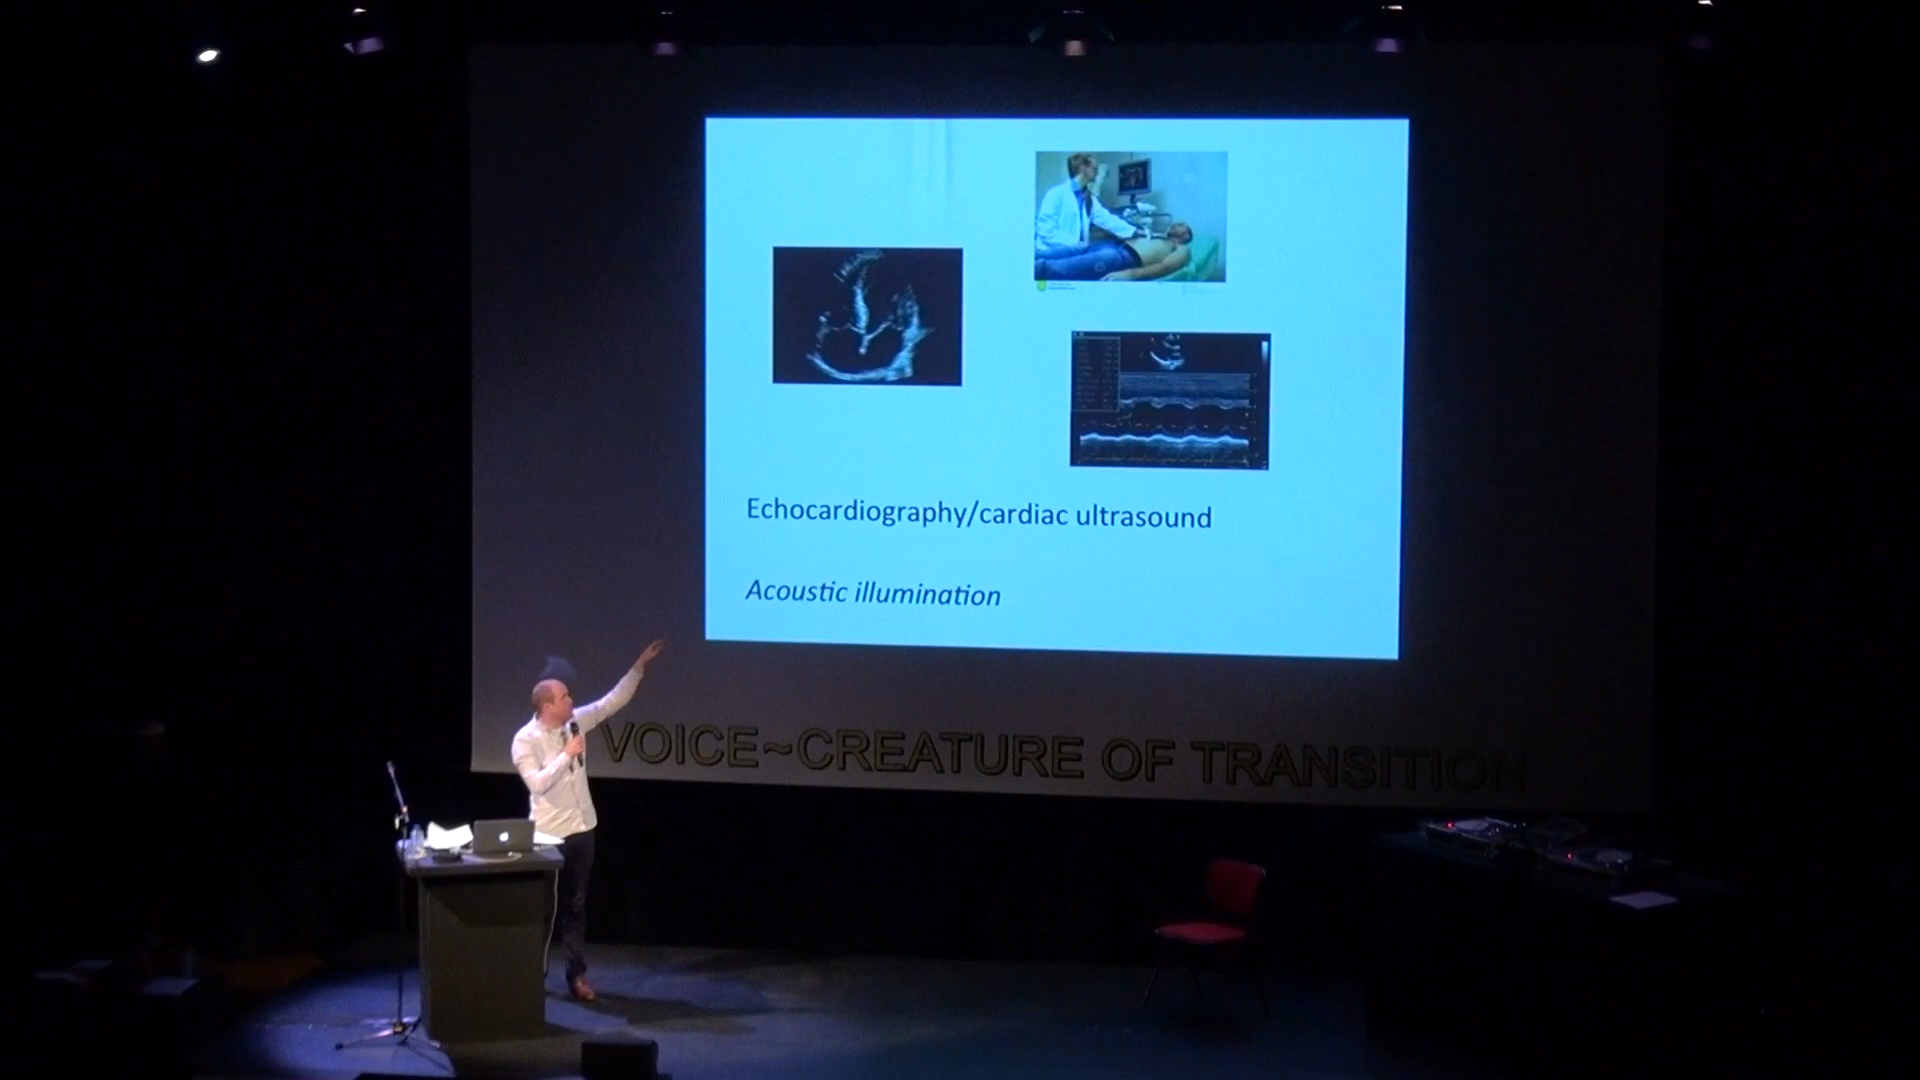 Echocardiography/cardiac ultrasound
Acoustic illumination
VOICE~CREATURE OF TRANSITION